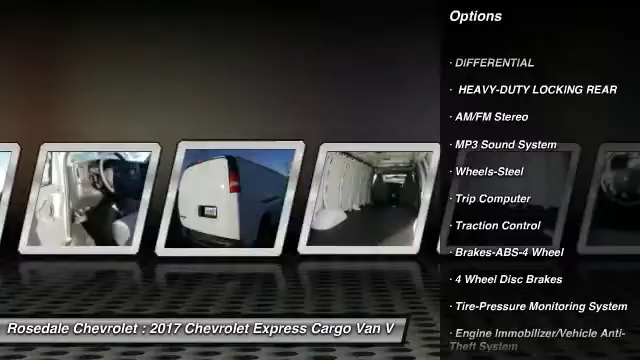 Options
· DIFFERENTIAL
· HEAVY-DUTY LOCKING REAR
· AM/FM Stereo
· MP3 Sound System
· Wheels-Steel
· Trip Computer
· Traction Control
· Brakes-ABS-4 Wheel
· 4 Wheel Disc Brakes
· Tire-Pressure Monitoring System
· Engine Immobilizer/Vehicle Anti-
Theft System
Rosedale Chevrolet : 2017 Chevrolet Express Cargo Van V